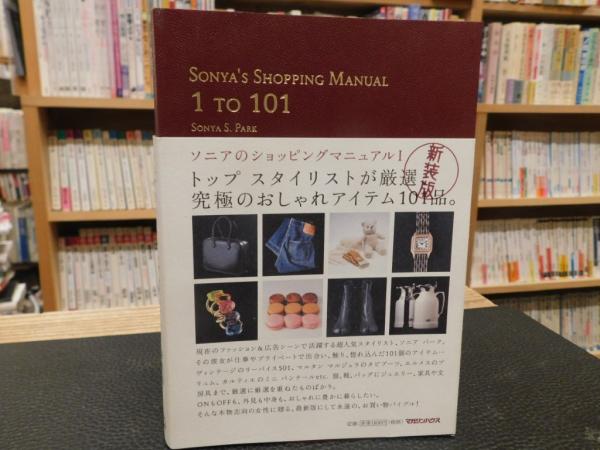 SONYA'S SHOPPING MANUAL
1 TO 101
SONYA S. PARK
ソニアのショッピングマニュアル I
新装版
トップ スタイリストが厳選
究極のおしゃれアイテム101品。
現在のファッション&広告シーンで活躍する超人気スタイリスト、ソニア パーク。
その彼女が仕事やプライベートで出合い、触り、惚れ込んだ101個のアイテム…
ヴィンテージのリーバイス501、マルタン マルジェラのタビブーツ、エルメスのプ
リュム、カルティエのミニ パンテールetc. 服、靴、バッグにジュエリー、家具や文
房具まで、厳選に厳選を重ねたものばかり。
ONもOFFも、外見も中身も、おしゃれに豊かに暮らしたい。
そんな本物志向の女性に贈る、最新版にして永遠の、お買い物バイブル!
マガジンハウス